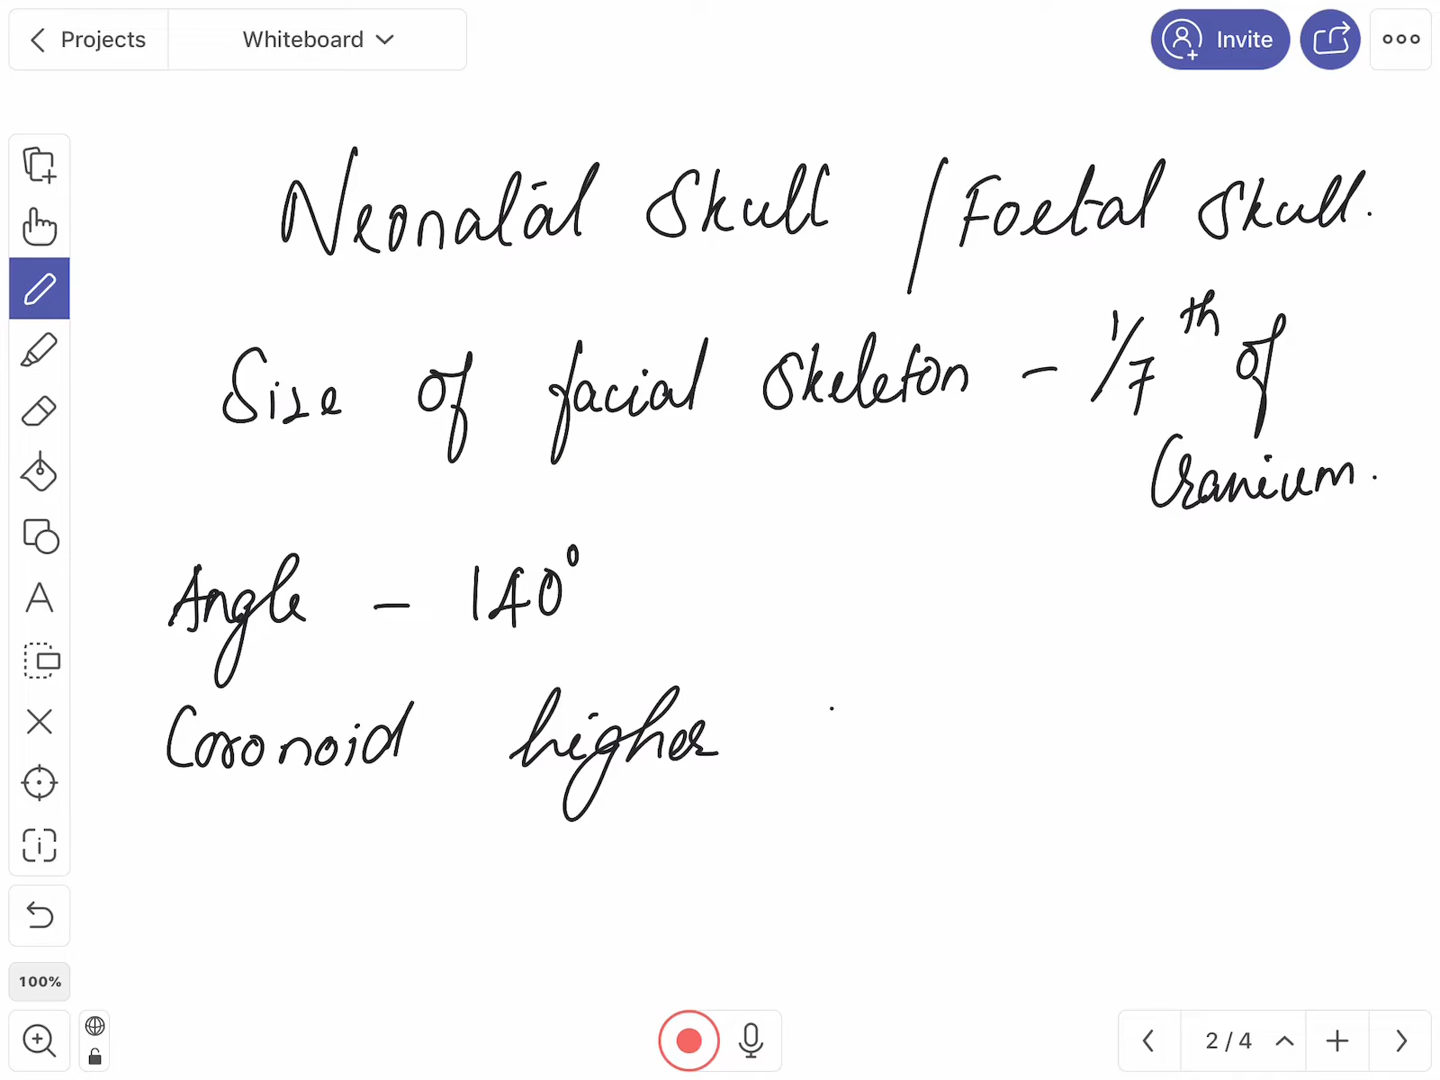 Projects
Whiteboard
Invite
Neonatal Skull / Foetal Skull.
Size of facial skeleton - 1/7th of
Cranium.
Angle - 140°
Coronoid higher
100%
2 / 4